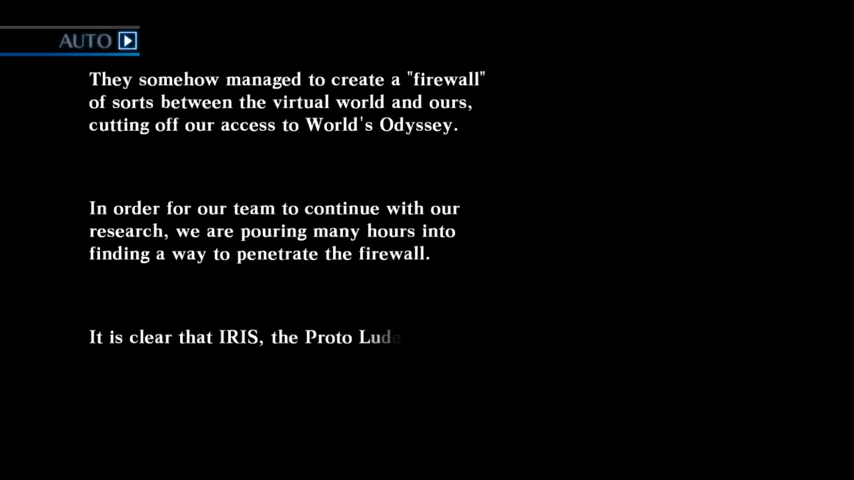 AUTO
They somehow managed to create a "firewall"
of sorts between the virtual world and ours,
cutting off our access to World's Odyssey.
In order for our team to continue with our
research, we are pouring many hours into
finding a way to penetrate the firewall.
It is clear that IRIS, the Proto Lude